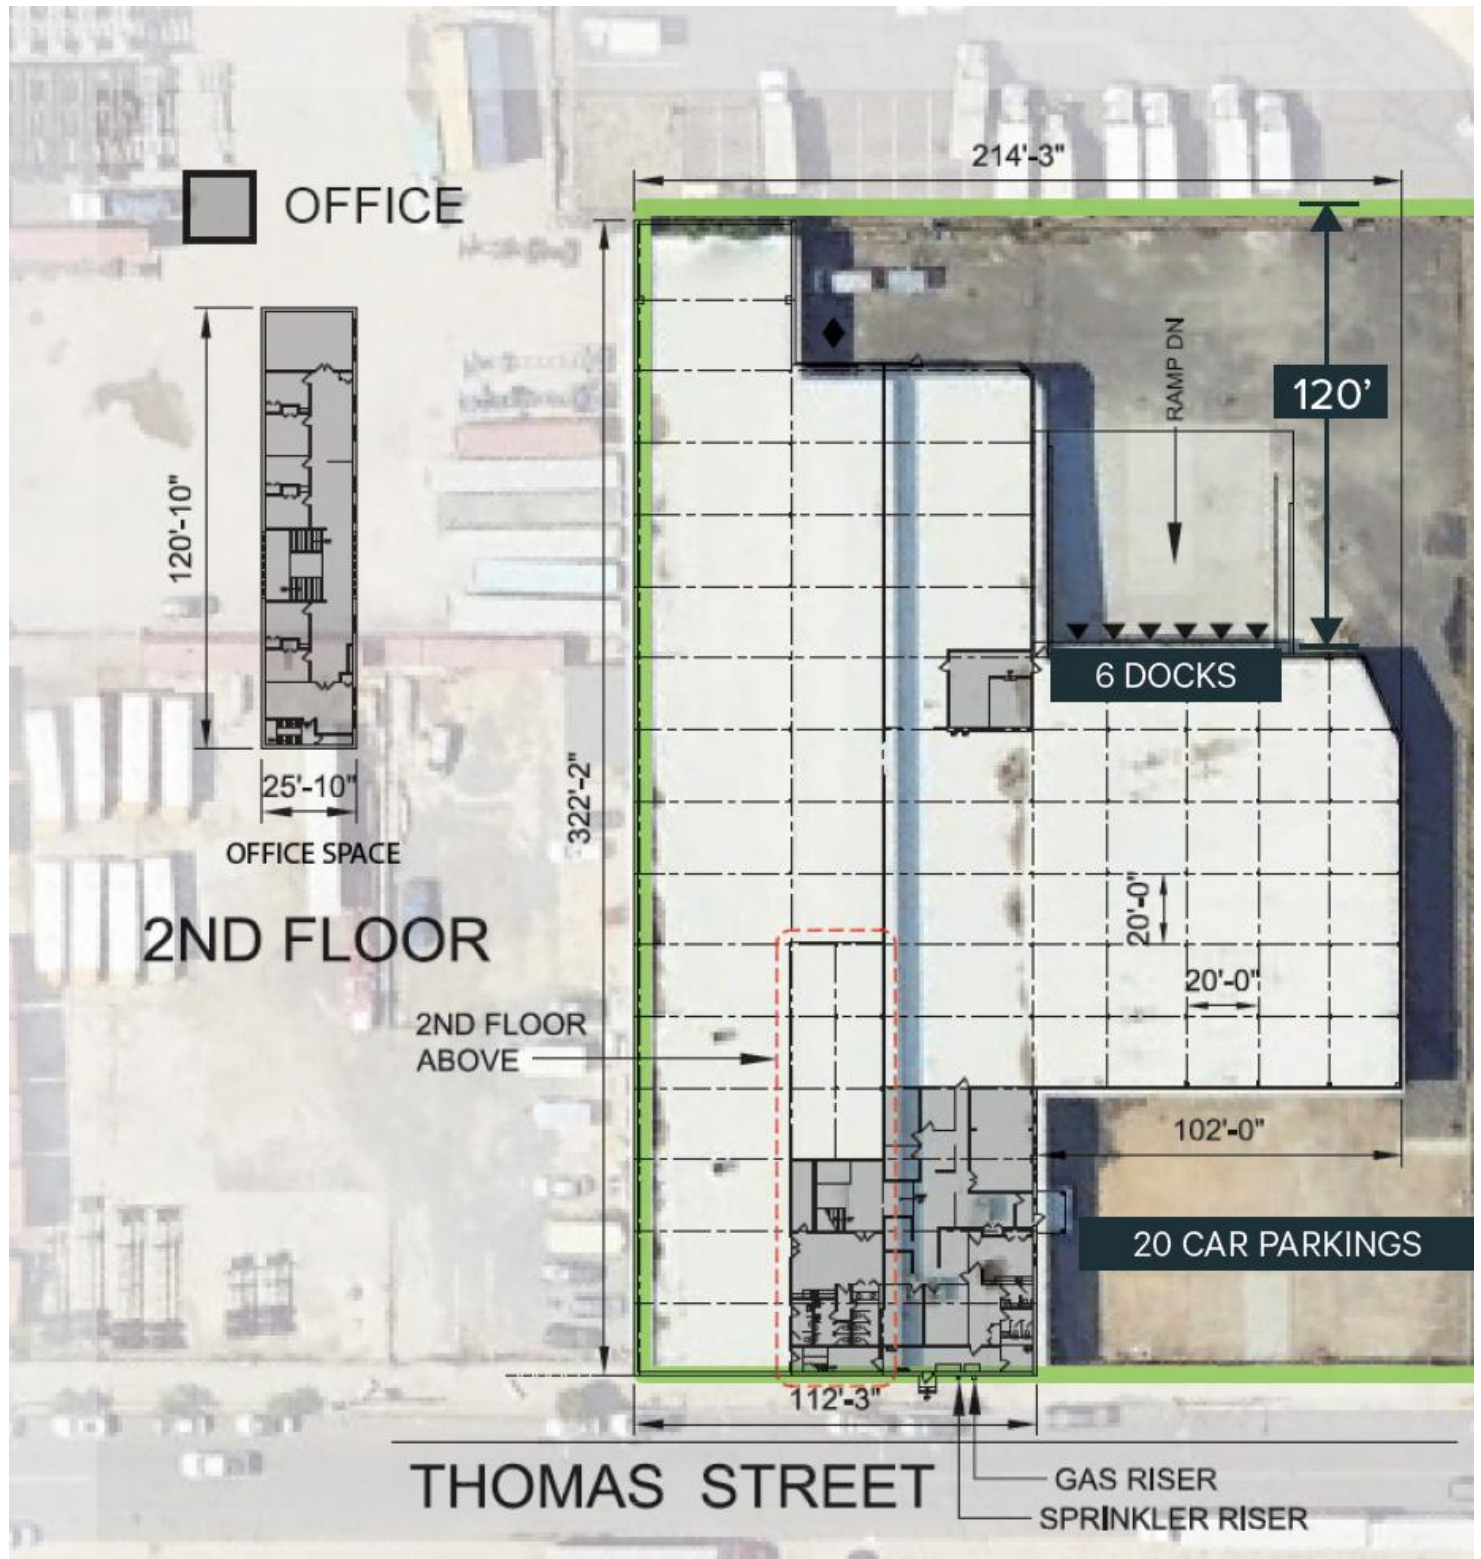 214'-3"
OFFICE
RAMP DN
120'
120'-10"
6 DOCKS
25'-10"
322'-2"
OFFICE SPACE
20'-0"
2ND FLOOR
20'-0"
2ND FLOOR
ABOVE
102'-0"
20 CAR PARKINGS
112'-3"
THOMAS STREET
GAS RISER
SPRINKLER RISER